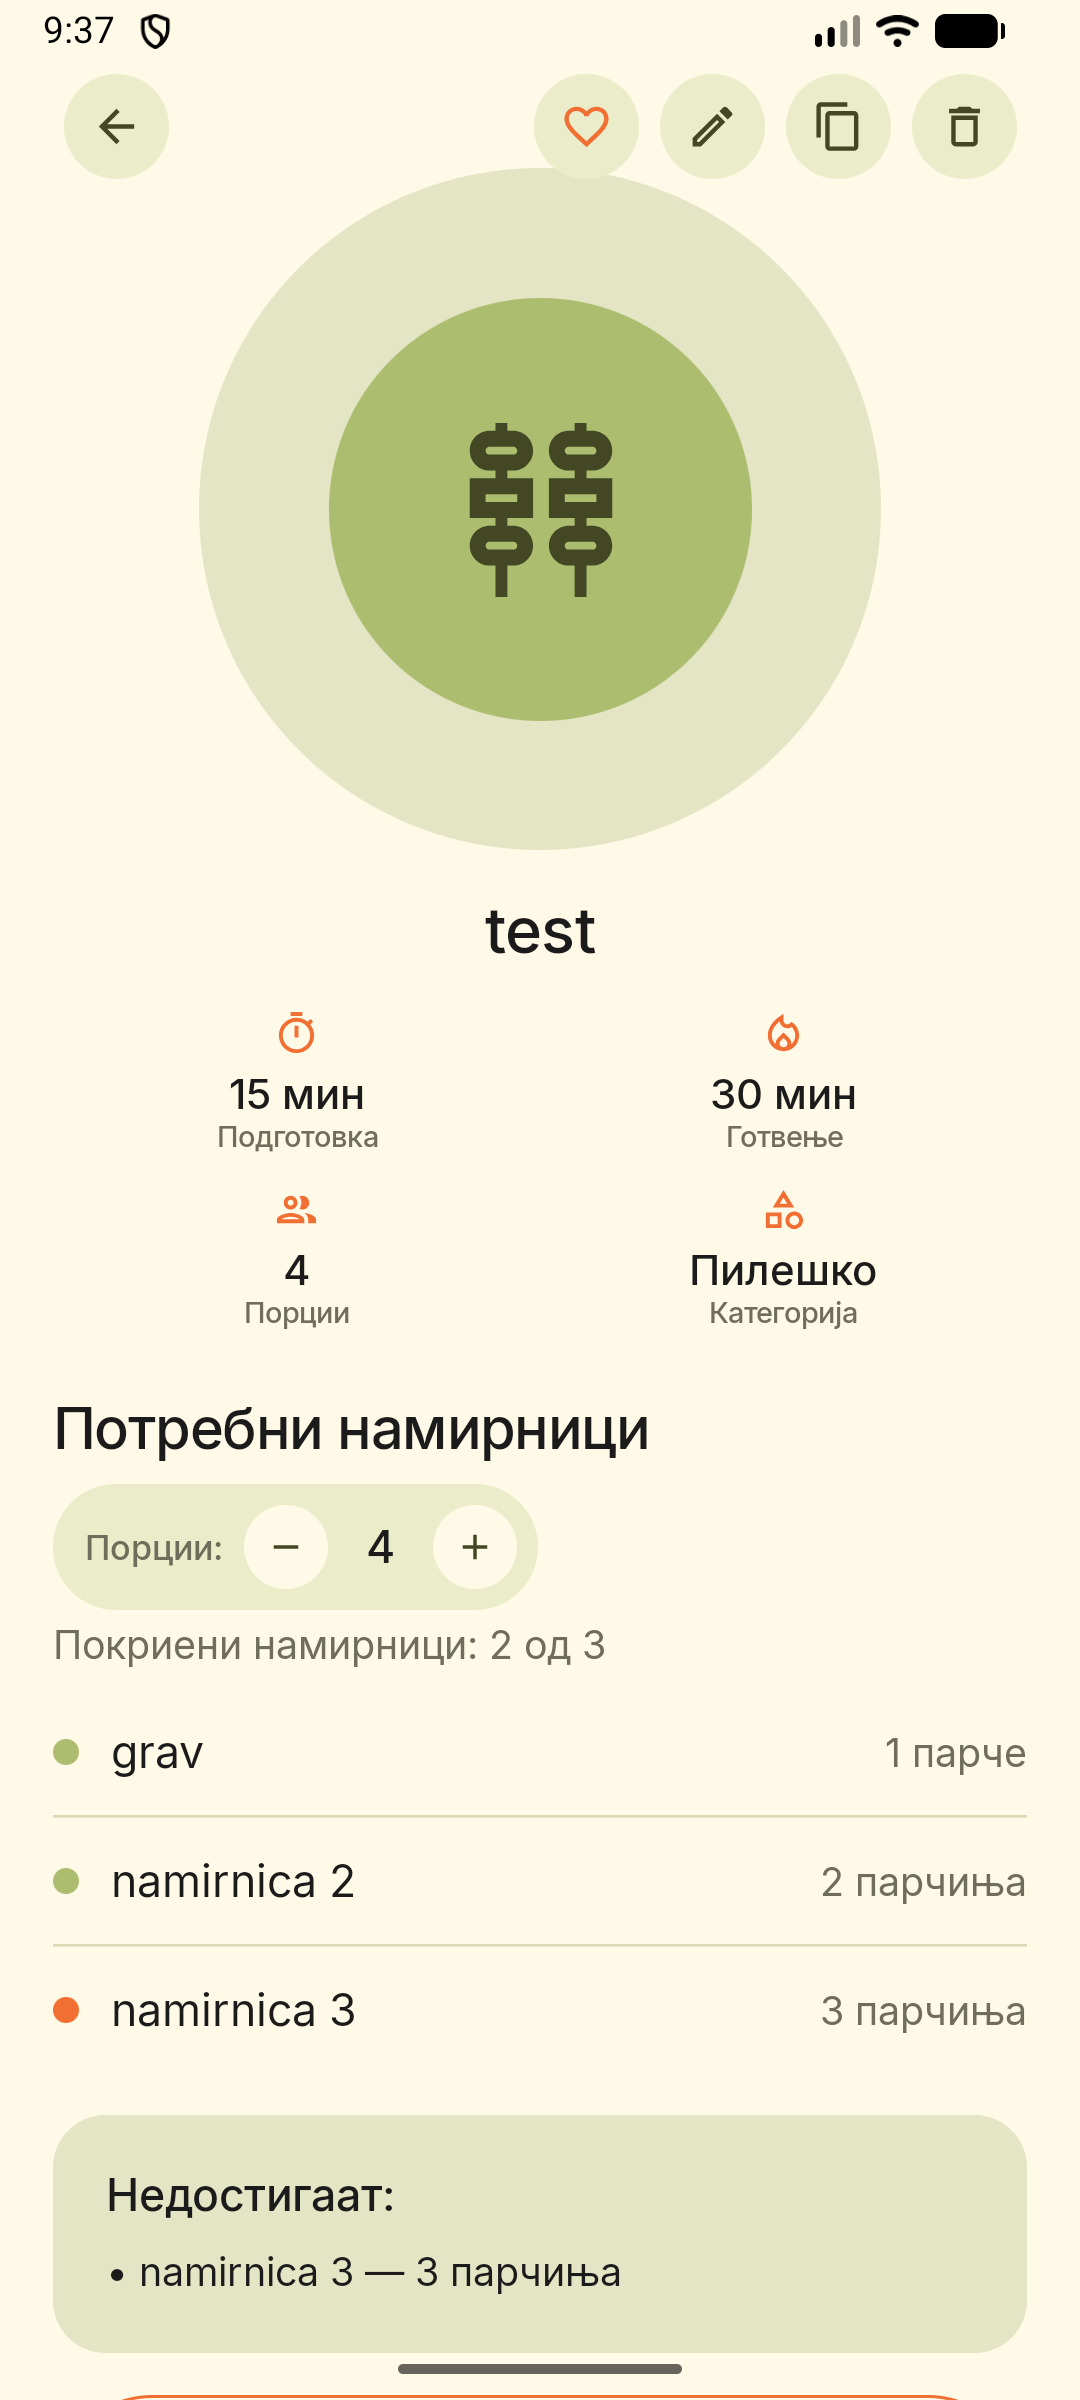 9:37
test
15 мин
30 мин
Подготовка
Готвење
4
Пилешко
Порции
Категорија
Потребни намирници
Порции: − 4 +
Покриени намирници: 2 од 3
grav 1 парче
namirnica 2 2 парчиња
namirnica 3 3 парчиња
Недостигаат:
• namirnica 3 — 3 парчиња